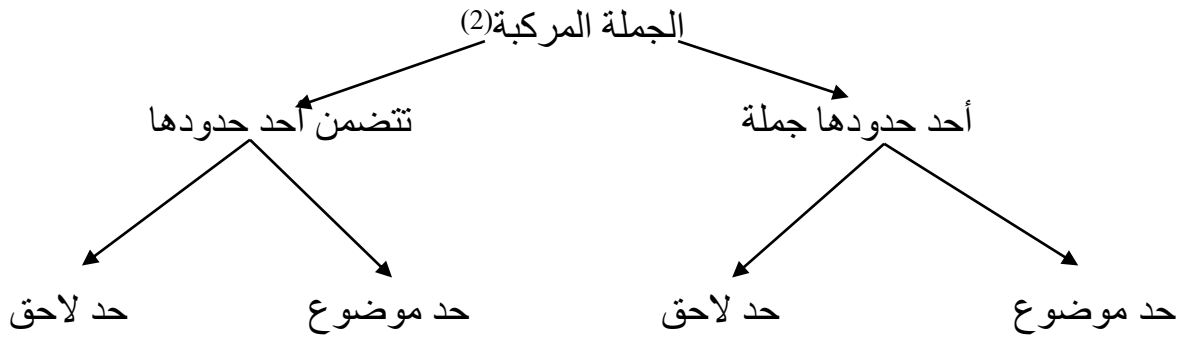 الجملة المركبة(2)
أحد حدودها جملة تتضمن أحد حدودها
حد موضوع حد لاحق حد موضوع حد لاحق